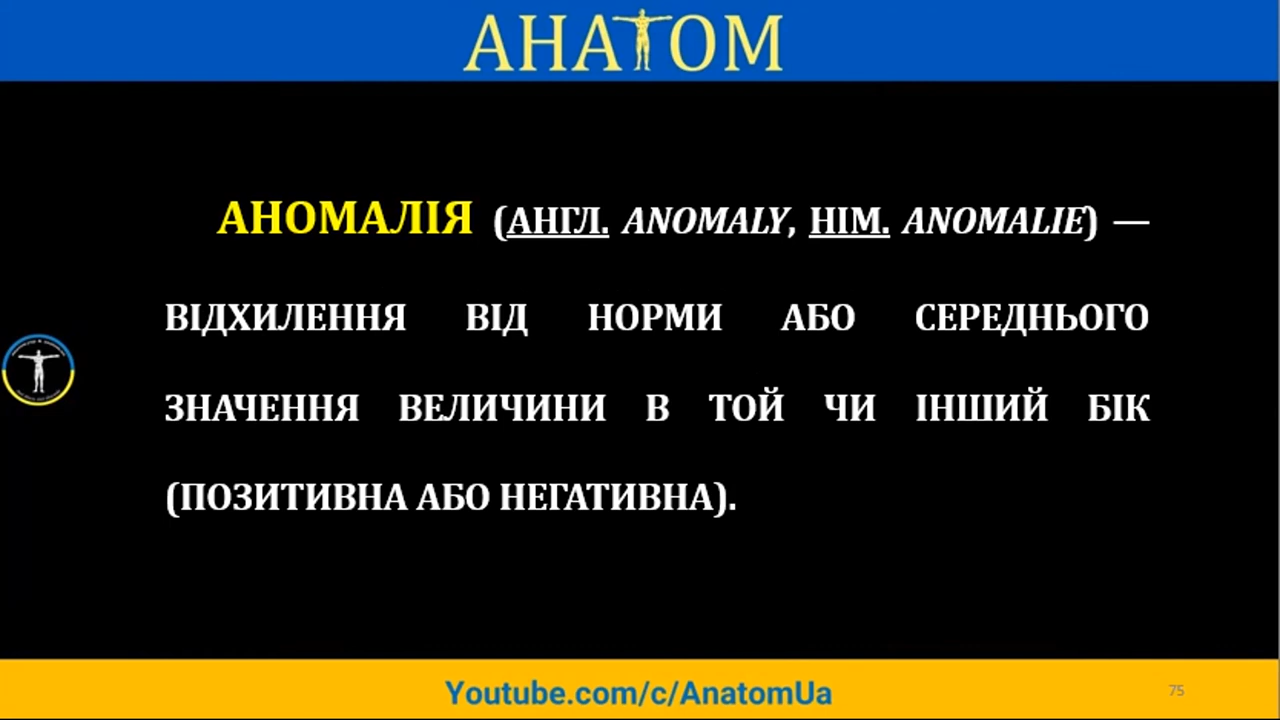 АНАТОМ
АНОМАЛІЯ (АНГЛ. ANOMALY, НІМ. ANOMALIE) —
ВІДХИЛЕННЯ ВІД НОРМИ АБО СЕРЕДНЬОГО
ЗНАЧЕННЯ ВЕЛИЧИНИ В ТОЙ ЧИ ІНШИЙ БІК
(ПОЗИТИВНА АБО НЕГАТИВНА).
Youtube.com/c/AnatomUa
75